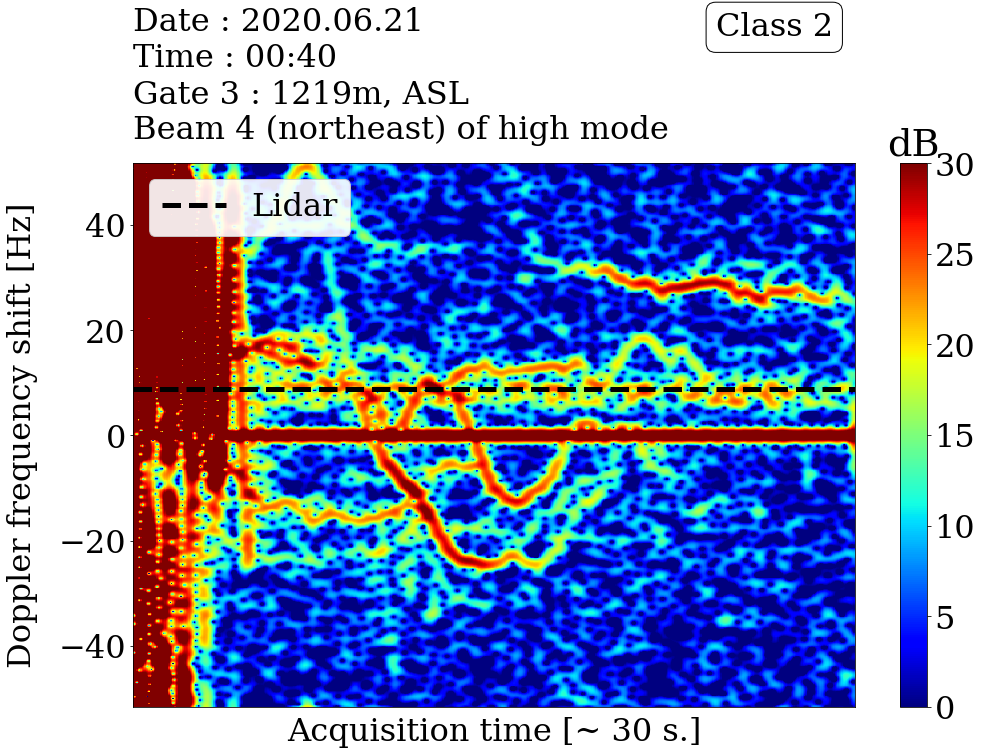 Date : 2020.06.21
Time : 00:40
Gate 3 : 1219m, ASL
Beam 4 (northeast) of high mode
Class 2
dB
Lidar
Doppler frequency shift [Hz]
40
20
0
−20
−40
30
25
20
15
10
5
0
Acquisition time [~ 30 s.]